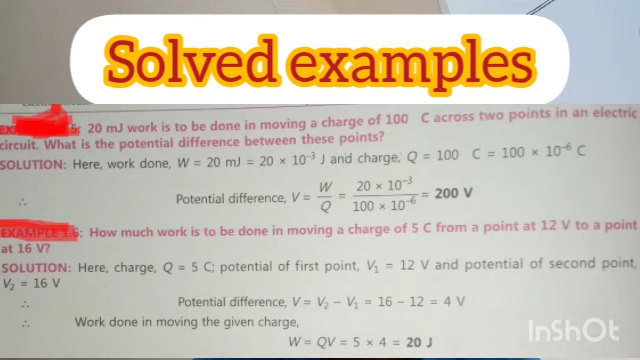 Solved examples
5: 20 mJ work is to be done in moving a charge of 100 C across two points in an electric
circuit. What is the potential difference between these points?
SOLUTION: Here, work done, W = 20 mJ = 20 × 10⁻³ J and charge, Q = 100 C = 100 × 10⁻⁶ C
∴ Potential difference, V = W/Q = 20 × 10⁻³/100 × 10⁻⁶ = 200 V
EXAMPLE 1.6: How much work is to be done in moving a charge of 5 C from a point at 12 V to a point
at 16 V?
SOLUTION: Here, charge, Q = 5 C; potential of first point, V₁ = 12 V and potential of second point,
V₂ = 16 V
∴ Potential difference, V = V₂ − V₁ = 16 − 12 = 4 V
∴ Work done in moving the given charge,
W = QV = 5 × 4 = 20 J
InShOt